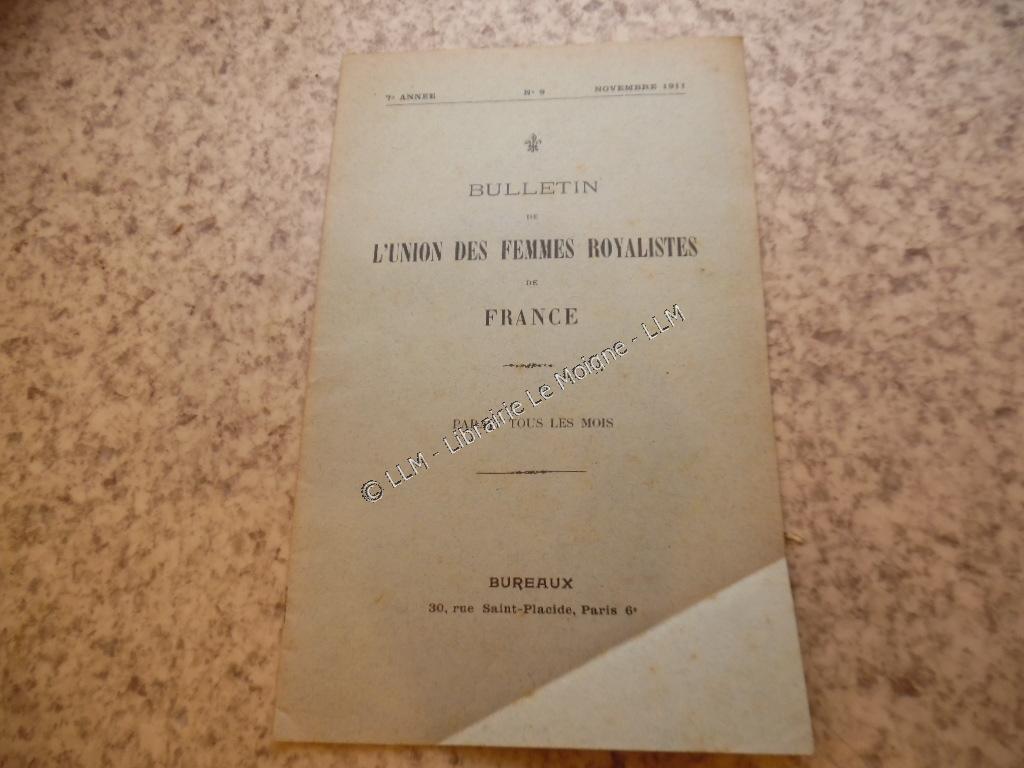 7e ANNEE N° 9 NOVEMBRE 1911
BULLETIN
DE
L'UNION DES FEMMES ROYALISTES
DE
FRANCE
TOUS LES MOIS
© LLM - Librairie Le Moigne - LLM
BUREAUX
30, rue Saint-Placide, Paris 6e